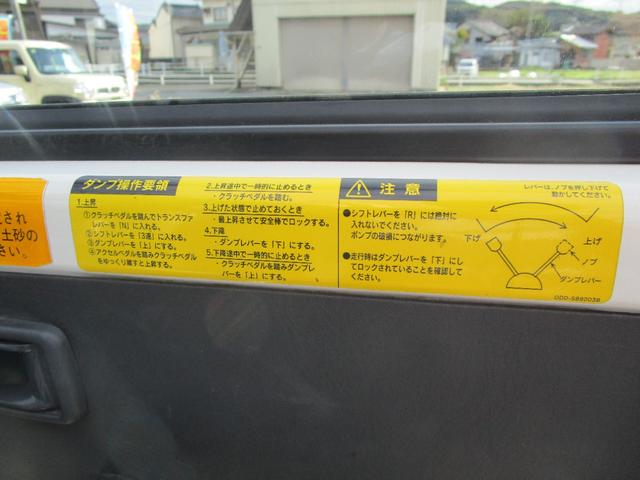 され
土砂の
さい。
ダンプ操作要領
1.上昇
①クラッチペダルを踏んでトランスファ
レバーを「N」に入れる。
②シフトレバーを「3速」に入れる。
③ダンプレバーを「上」にする。
④アクセルペダルを踏みクラッチペダル
をゆっくり離すと上昇する。
2.上昇途中で一時的に止めるとき
・クラッチペダルを踏む。
3.上げた状態で止めておくとき
・最上昇させて安全棒でロックする。
4.下降
・ダンプレバーを「下」にする。
5.下降途中で一時的に止めるとき
・クラッチペダルを踏みダンプレ
バーを「上」にする。
注意
●シフトレバーを「R」には絶対に
入れないでください。
ポンプの破損につながります。
●走行時はダンプレバーを「下」にし
てロックされていることを確認して
ください。
レバーは、ノブを押し下げて
動かしてください。
下げ
上げ
ノブ
ダンプレバー